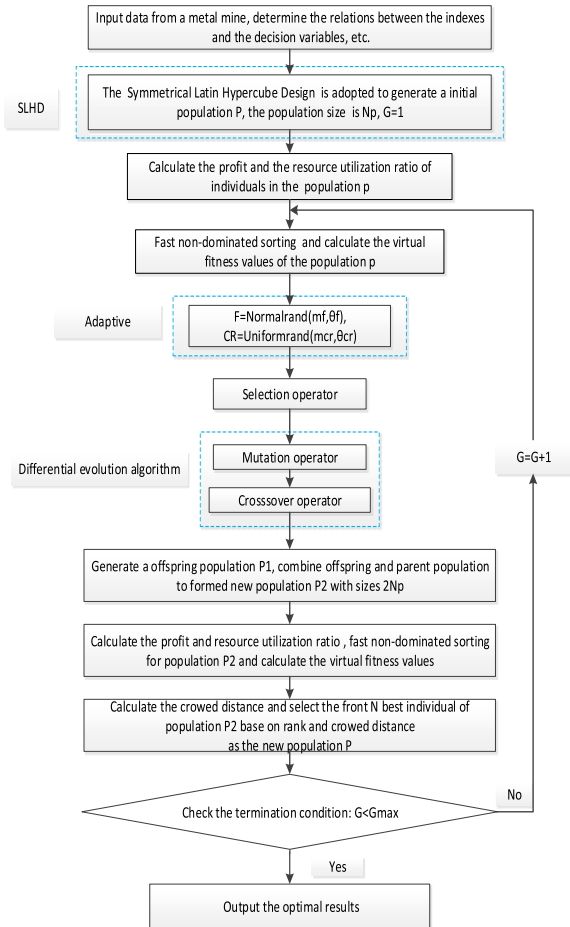 Input data from a metal mine, determine the relations between the indexes
and the decision variables, etc.
SLHD
The Symmetrical Latin Hypercube Design is adopted to generate a initial
population P, the population size is Np, G=1
Calculate the profit and the resource utilization ratio of
individuals in the population p
Fast non-dominated sorting and calculate the virtual
fitness values of the population p
Adaptive
F=Normalrand(mf,θf),
CR=Uniformrand(mcr,θcr)
Selection operator
Differential evolution algorithm
Mutation operator
Crosssover operator
G=G+1
Generate a offspring population P1, combine offspring and parent population
to formed new population P2 with sizes 2Np
Calculate the profit and resource utilization ratio , fast non-dominated sorting
for population P2 and calculate the virtual fitness values
Calculate the crowed distance and select the front N best individual of
population P2 base on rank and crowed distance
as the new population P
No
Check the termination condition: G<Gmax
Yes
Output the optimal results